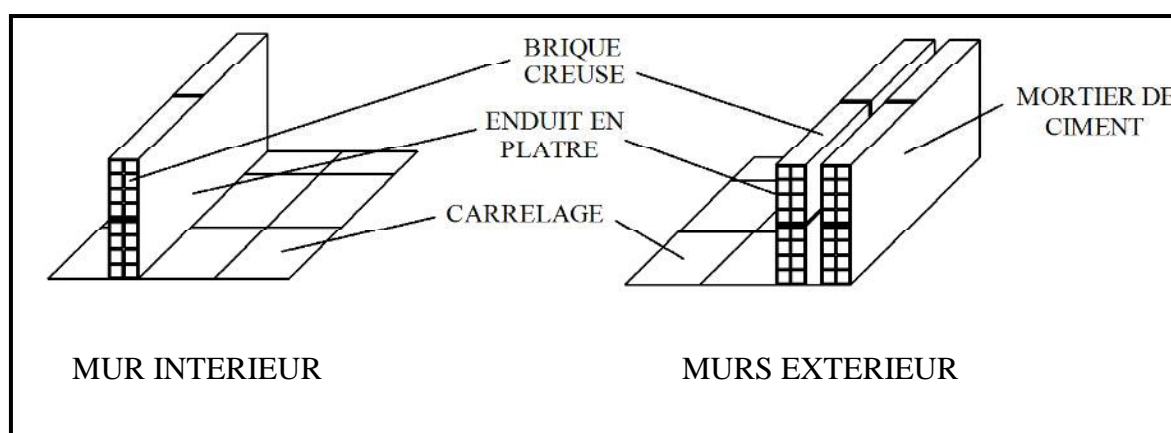 BRIQUE
CREUSE
ENDUIT EN
PLATRE
CARRELAGE
MORTIER DE
CIMENT
MUR INTERIEUR
MURS EXTERIEUR